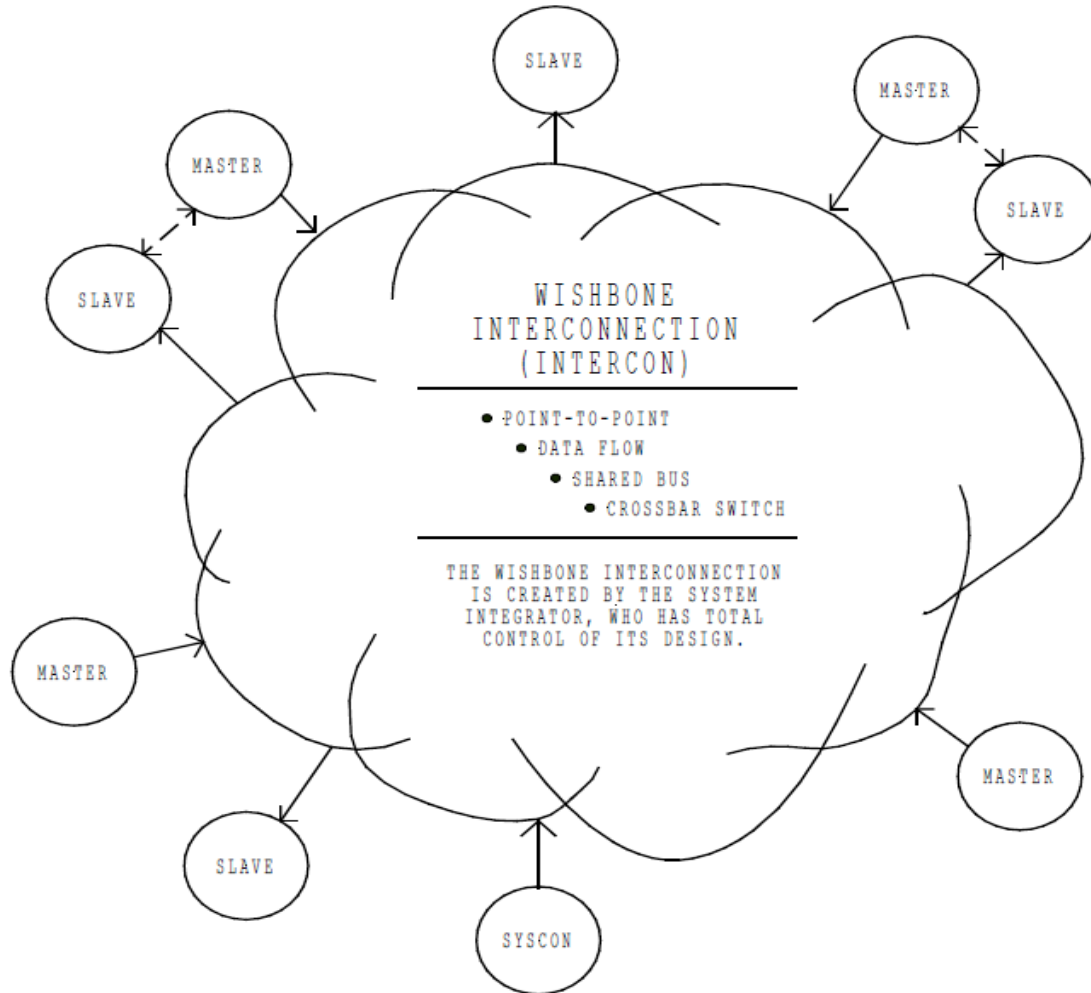 SLAVE
MASTER
MASTER
SLAVE
SLAVE
WISHBONE
INTERCONNECTION
(INTERCON)
POINT-TO-POINT
DATA FLOW
SHARED BUS
CROSSBAR SWITCH
THE WISHBONE INTERCONNECTION
IS CREATED BY THE SYSTEM
INTEGRATOR, WHO HAS TOTAL
CONTROL OF ITS DESIGN.
MASTER
MASTER
SLAVE
SYSCON